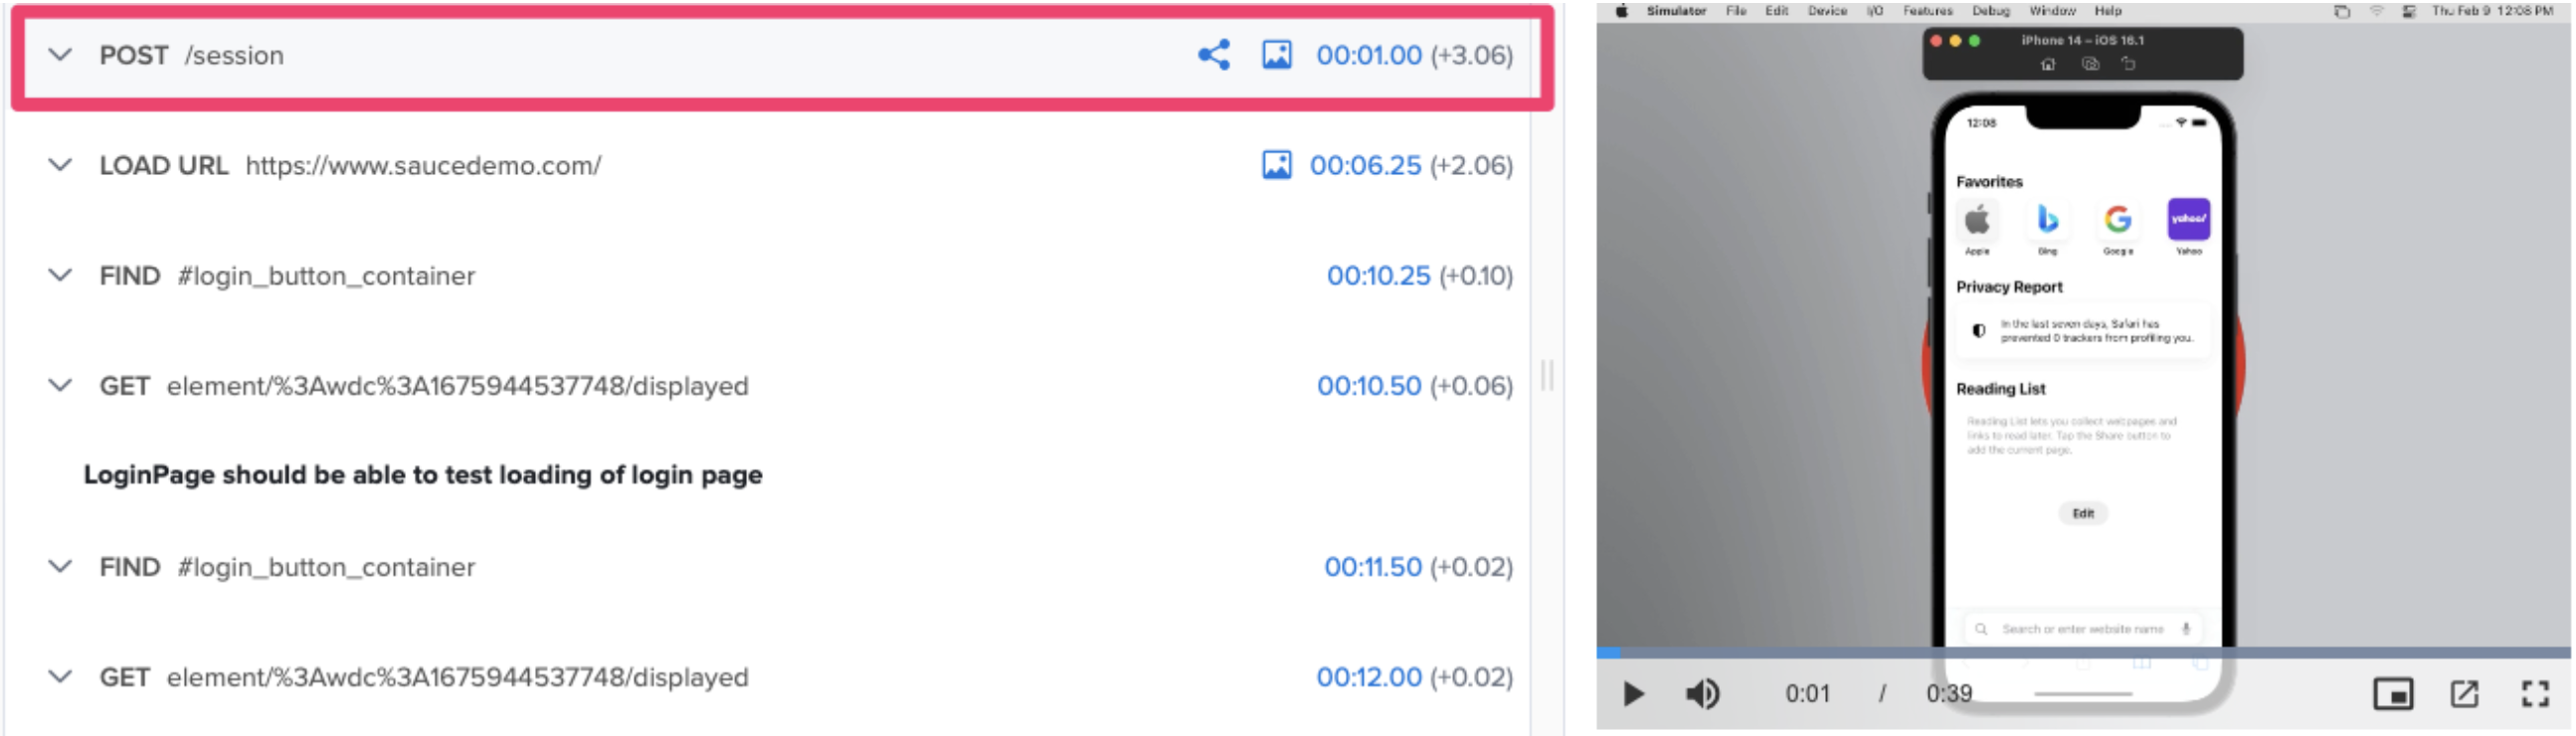 POST /session 00:01.00 (+3.06)
LOAD URL https://www.saucedemo.com/ 00:06.25 (+2.06)
FIND #login_button_container 00:10.25 (+0.10)
GET element/%3Awdc%3A1675944537748/displayed 00:10.50 (+0.06)
LoginPage should be able to test loading of login page
FIND #login_button_container 00:11.50 (+0.02)
GET element/%3Awdc%3A1675944537748/displayed 00:12.00 (+0.02)
Simulator File Edit Device I/O Features Debug Window Help Thu Feb 9 12:08 PM
iPhone 14 – iOS 16.1
12:08
Favorites
yahoo!
Apple Bing Google Yahoo
Privacy Report
In the last seven days, Safari has
prevented 0 trackers from profiling you.
Reading List
Reading List lets you collect webpages and
links to read later. Tap the Share button to
add the current page.
Edit
Search or enter website name
0:01 / 0:39